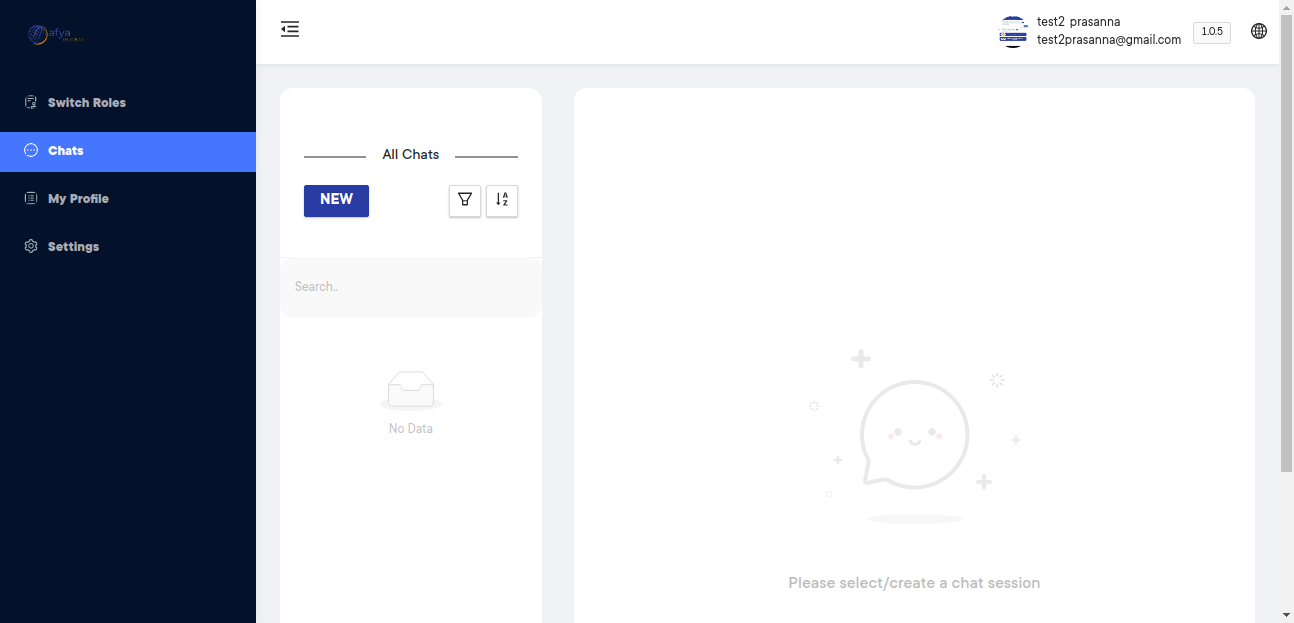 afya
Switch Roles
Chats
My Profile
Settings
test2 prasanna
test2prasanna@gmail.com
1.0.5
All Chats
NEW
A
Z
Search..
No Data
Please select/create a chat session